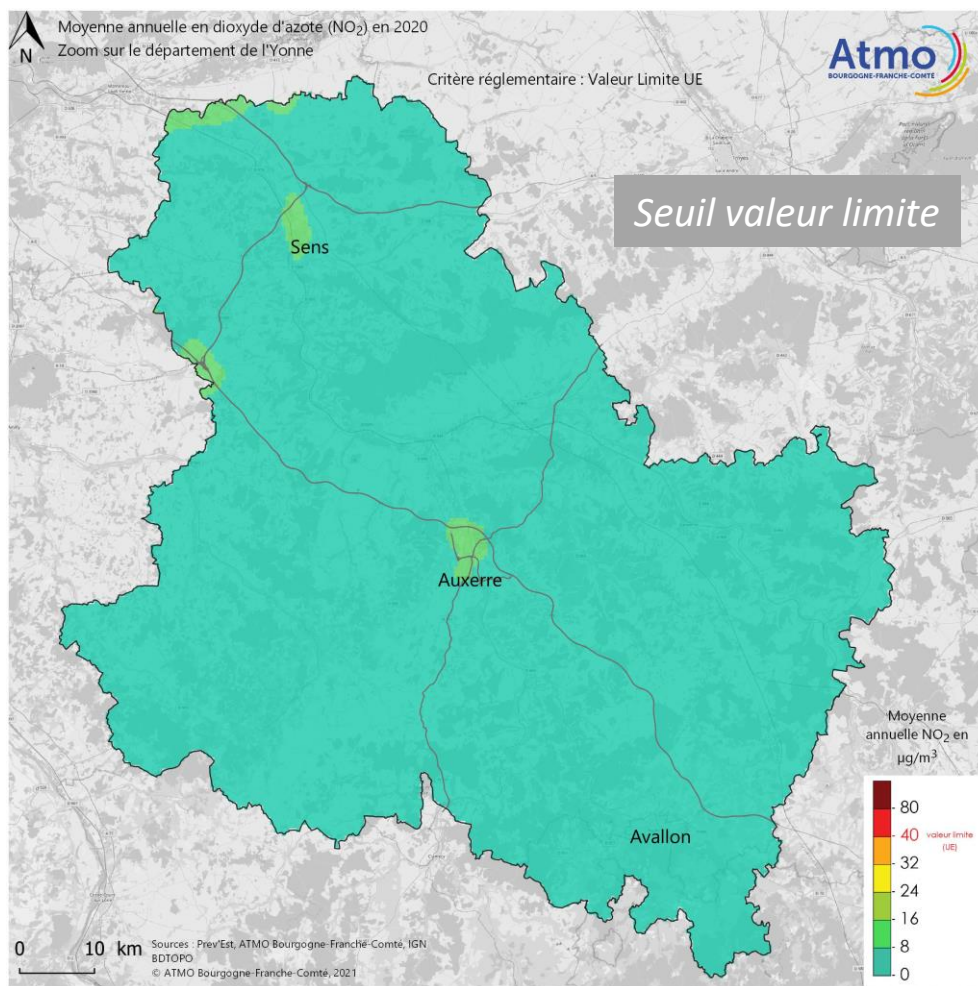 Moyenne annuelle en dioxyde d'azote (NO₂) en 2020
Zoom sur le département de l'Yonne
N
Atmo
BOURGOGNE-FRANCHE-COMTÉ
Critère réglementaire : Valeur Limite UE
Seuil valeur limite
Sens
Auxerre
Avallon
Moyenne
annuelle NO₂ en
µg/m³
80
40 valeur limite
(UE)
32
24
16
8
0
0 10 km
Sources : Prev'Est, ATMO Bourgogne-Franche-Comté, IGN
BDTOPO
© ATMO Bourgogne-Franche-Comté, 2021